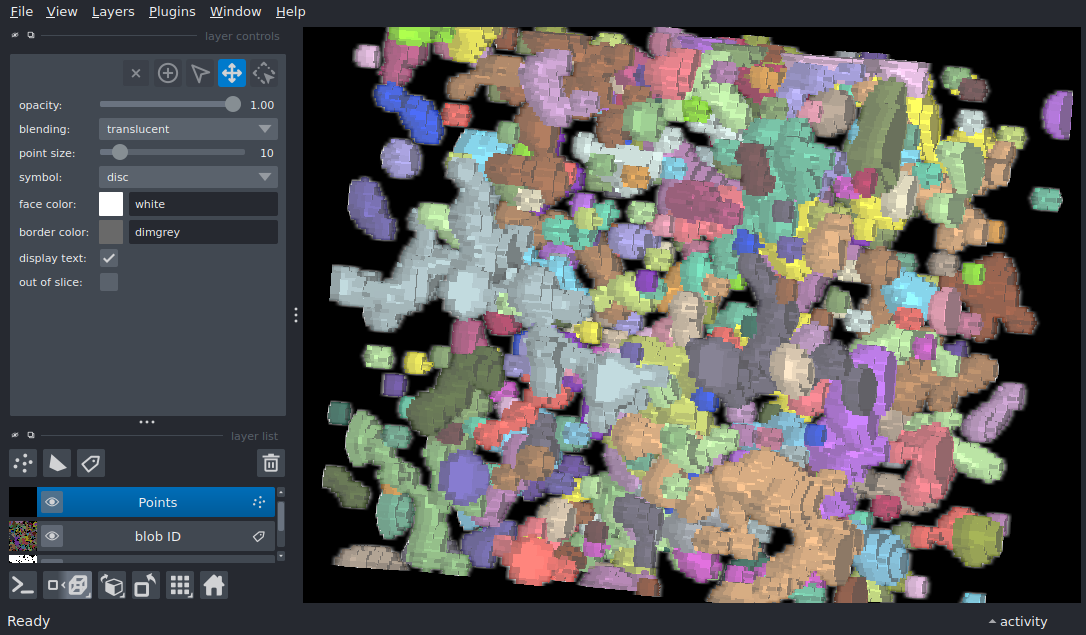 File View Layers Plugins Window Help
layer controls
opacity: 1.00
blending: translucent
point size: 10
symbol: disc
face color: white
border color: dimgrey
display text:
out of slice:
layer list
Points
blob ID
Ready
activity